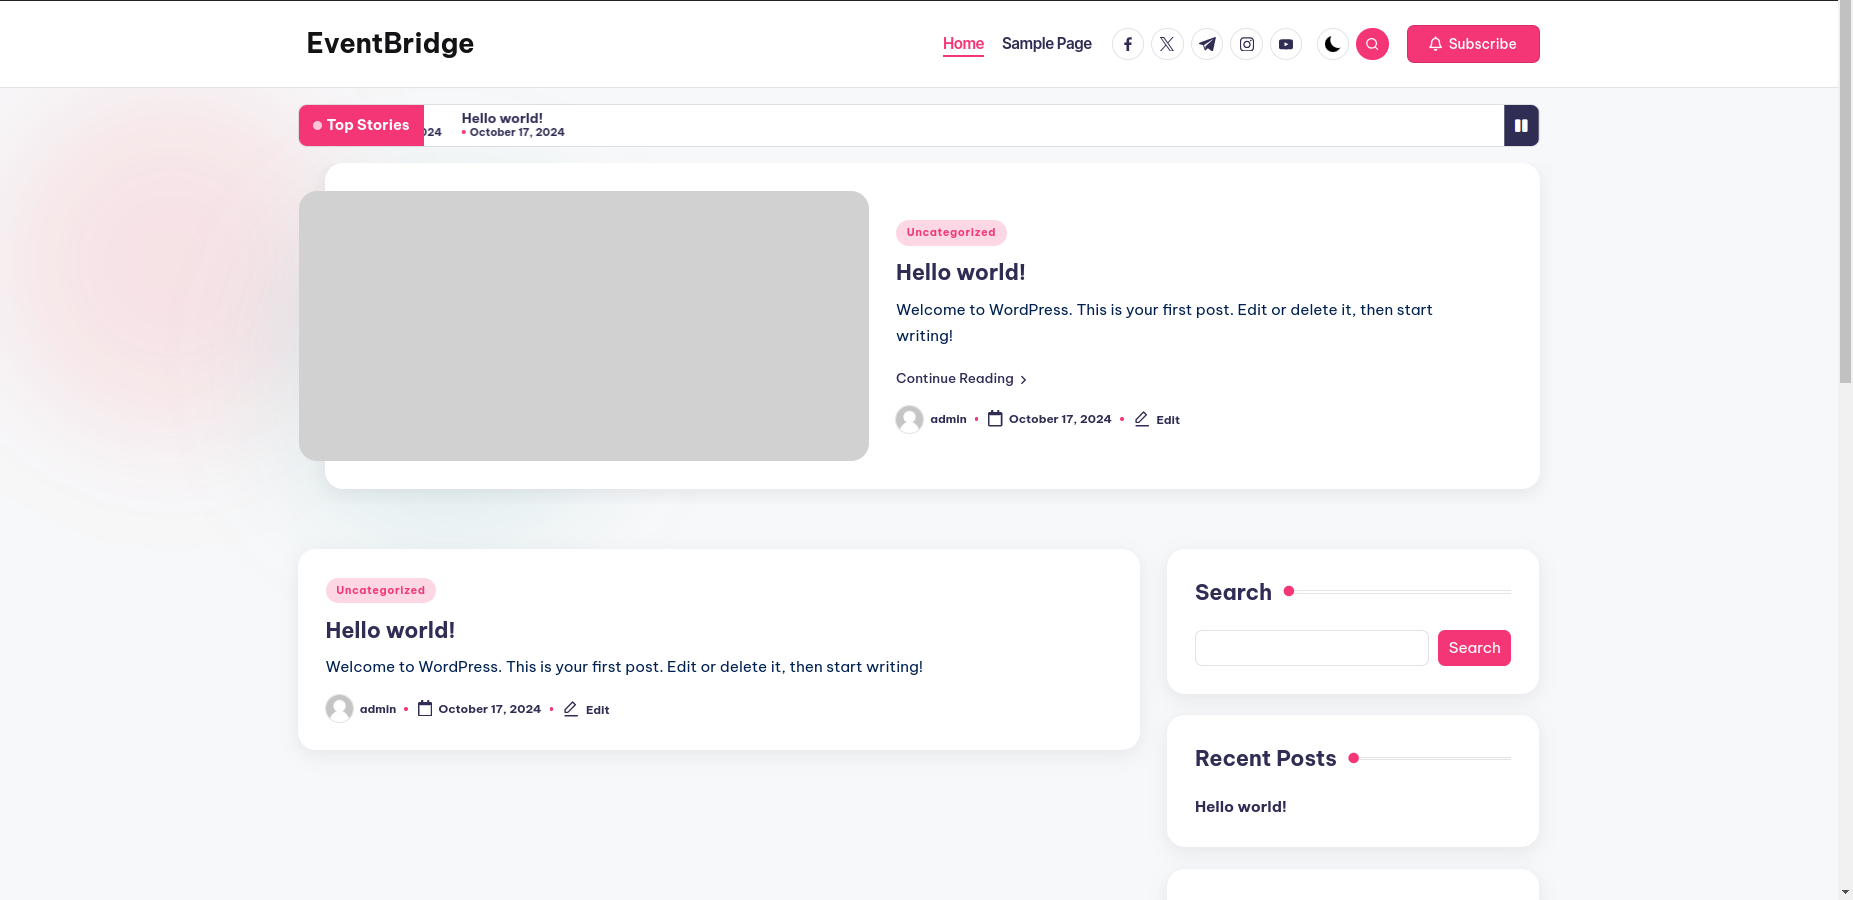 EventBridge
Home
Sample Page
Subscribe
Top Stories
024
Hello world!
October 17, 2024
Uncategorized
Hello world!
Welcome to WordPress. This is your first post. Edit or delete it, then start
writing!
Continue Reading
admin
October 17, 2024
Edit
Uncategorized
Hello world!
Welcome to WordPress. This is your first post. Edit or delete it, then start writing!
admin
October 17, 2024
Edit
Search
Search
Recent Posts
Hello world!